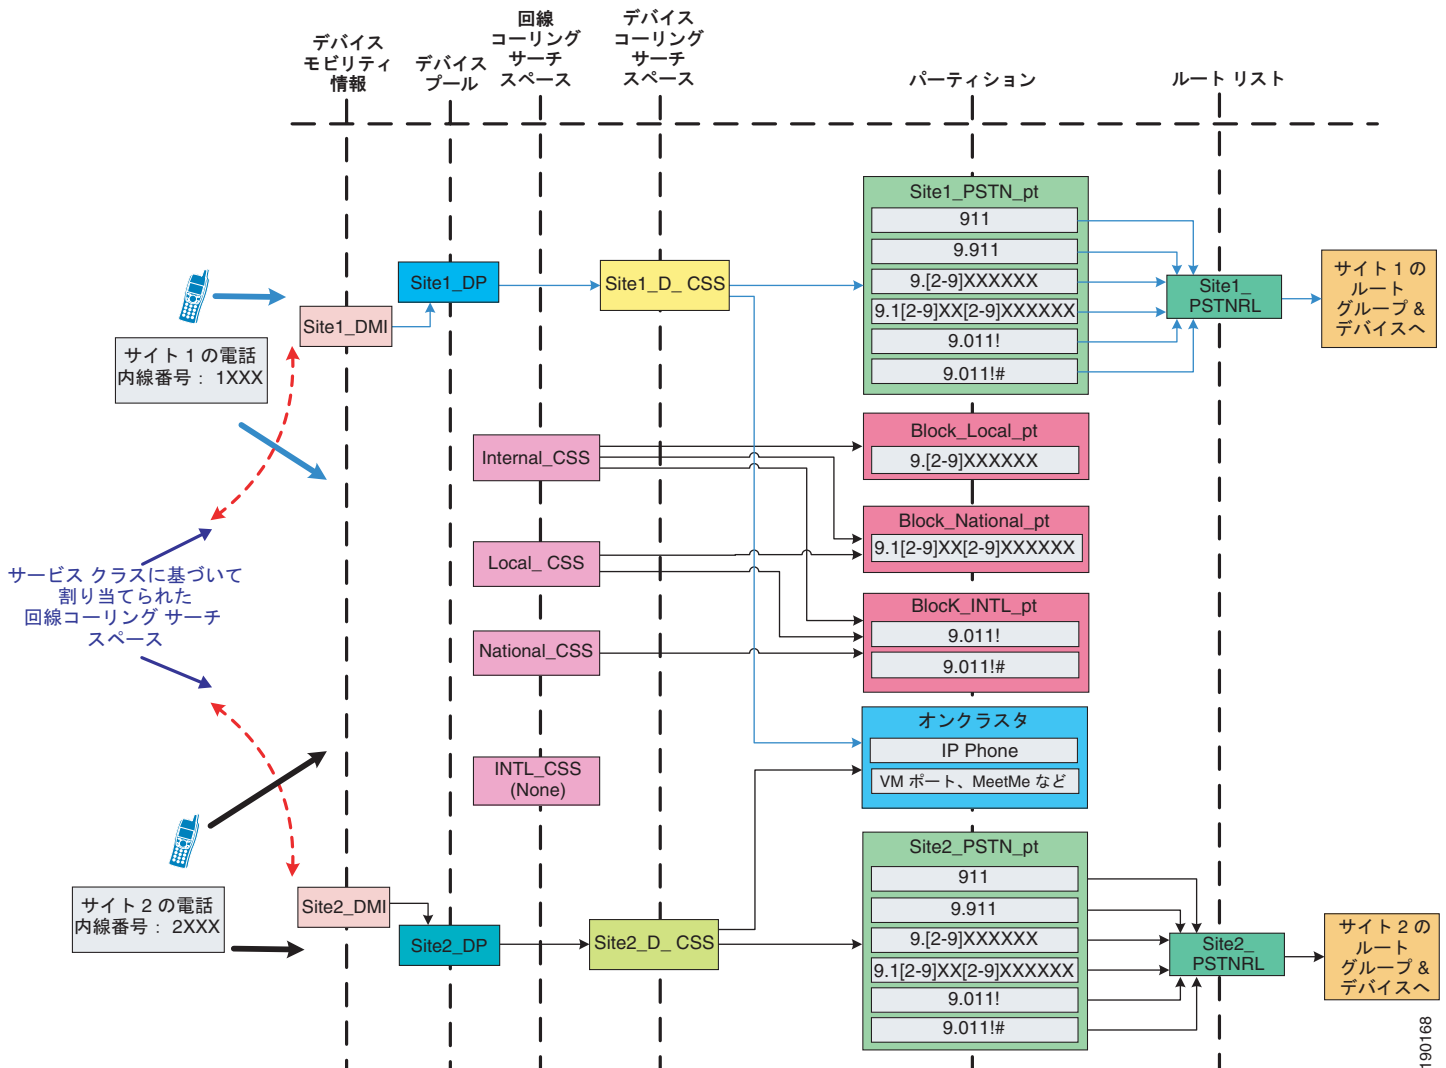 デバイス
モビリティ
情報
デバイス
プール
回線
コーリング
サーチ
スペース
デバイス
コーリング
サーチ
スペース
パーティション
ルート リスト
Site1_PSTN_pt
911
9.911
9.[2-9]XXXXXX
9.1[2-9]XX[2-9]XXXXXX
9.011!
9.011!#
Site1_DP
Site1_D_ CSS
Site1_DMI
Site1_
PSTNRL
サイト 1 の
ルート
グループ &
デバイスへ
サイト 1 の電話
内線番号： 1XXX
Internal_CSS
Block_Local_pt
9.[2-9]XXXXXX
Block_National_pt
9.1[2-9]XX[2-9]XXXXXX
Local_ CSS
サービス クラスに基づいて
割り当てられた
回線コーリング サーチ
スペース
BlocK_INTL_pt
9.011!
9.011!#
National_CSS
オンクラスタ
IP Phone
VM ポート、MeetMe など
INTL_CSS
(None)
Site2_PSTN_pt
911
9.911
9.[2-9]XXXXXX
9.1[2-9]XX[2-9]XXXXXX
9.011!
9.011!#
サイト 2 の電話
内線番号： 2XXX
Site2_DMI
Site2_DP
Site2_D_ CSS
Site2_
PSTNRL
サイト 2 の
ルート
グループ &
デバイスへ
190168